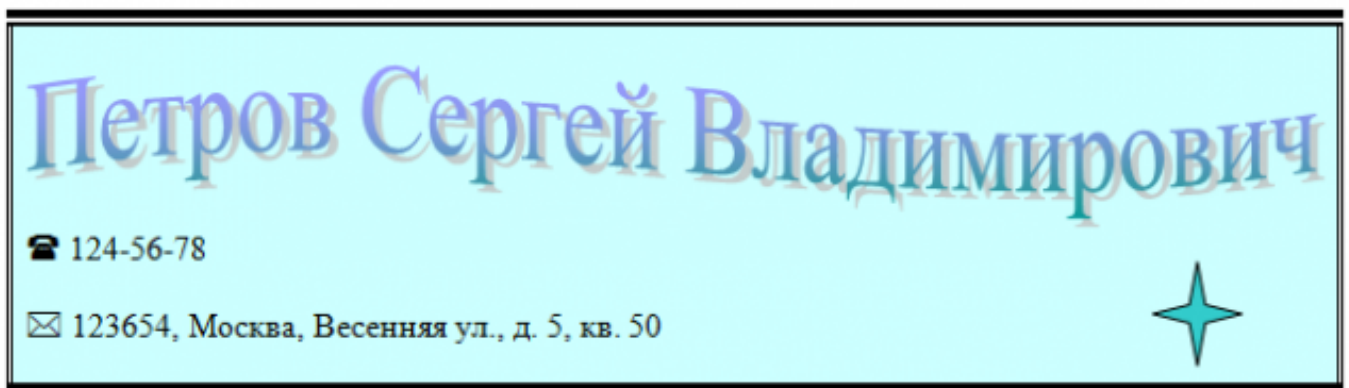 Петров Сергей Владимирович
☎ 124-56-78
✉ 123654, Москва, Весенняя ул., д. 5, кв. 50